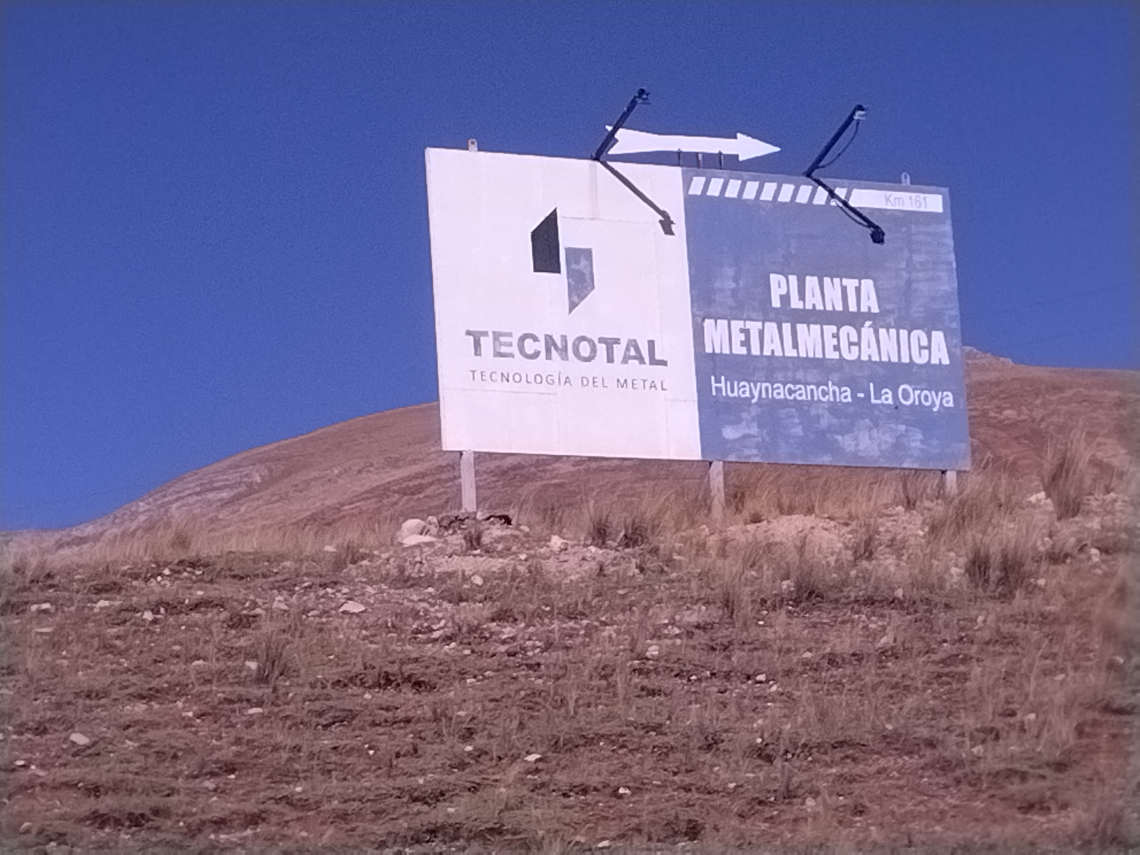 TECNOTAL
TECNOLOGÍA DEL METAL
Km 161
PLANTA
METALMECÁNICA
Huaynacancha - La Oroya